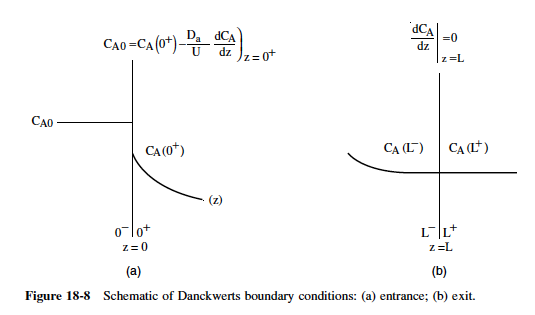 C_A0 = C_A(0⁺) - D_a/U dC_A/dz)_z=0⁺
dC_A/dz|_z=L = 0
C_A0
C_A(0⁺)
(z)
0⁻ 0⁺
z = 0
(a)
C_A(L⁻) C_A(L⁺)
L⁻ L⁺
z = L
(b)
Figure 18-8 Schematic of Danckwerts boundary conditions: (a) entrance; (b) exit.